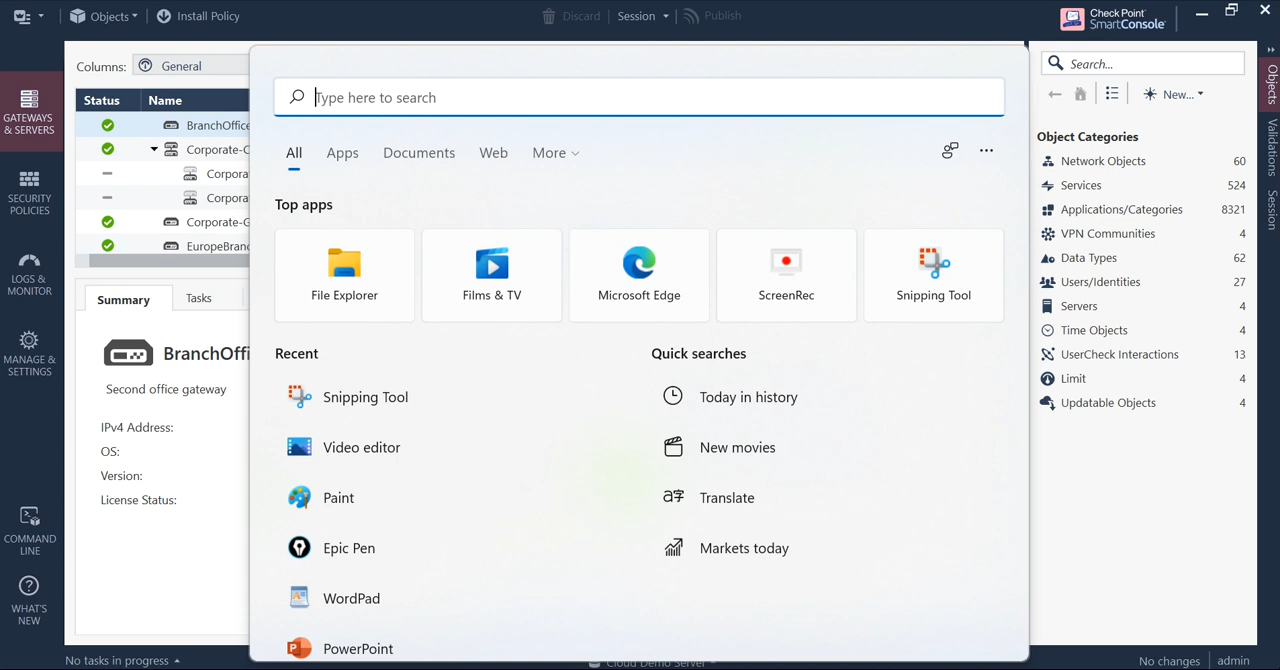 Objects
Install Policy
Discard
Session
Publish
Check Point
SmartConsole
Columns:
General
Status
Name
BranchOffice
Corporate-C
Corpora
Corpora
Corporate-G
EuropeBranc
Summary
Tasks
BranchOffi
Second office gateway
IPv4 Address:
OS:
Version:
License Status:
GATEWAYS
& SERVERS
SECURITY
POLICIES
LOGS &
MONITOR
MANAGE &
SETTINGS
COMMAND
LINE
WHAT'S
NEW
Type here to search
All
Apps
Documents
Web
More
Top apps
File Explorer
Films & TV
Microsoft Edge
ScreenRec
Snipping Tool
Recent
Snipping Tool
Video editor
Paint
Epic Pen
WordPad
PowerPoint
Quick searches
Today in history
New movies
Translate
Markets today
Search...
New...
Object Categories
Network Objects 60
Services 524
Applications/Categories 8321
VPN Communities 4
Data Types 62
Users/Identities 27
Servers 4
Time Objects 4
UserCheck Interactions 13
Limit 4
Updatable Objects 4
Objects
Validations
Session
No tasks in progress
Cloud Demo Server
No changes
admin